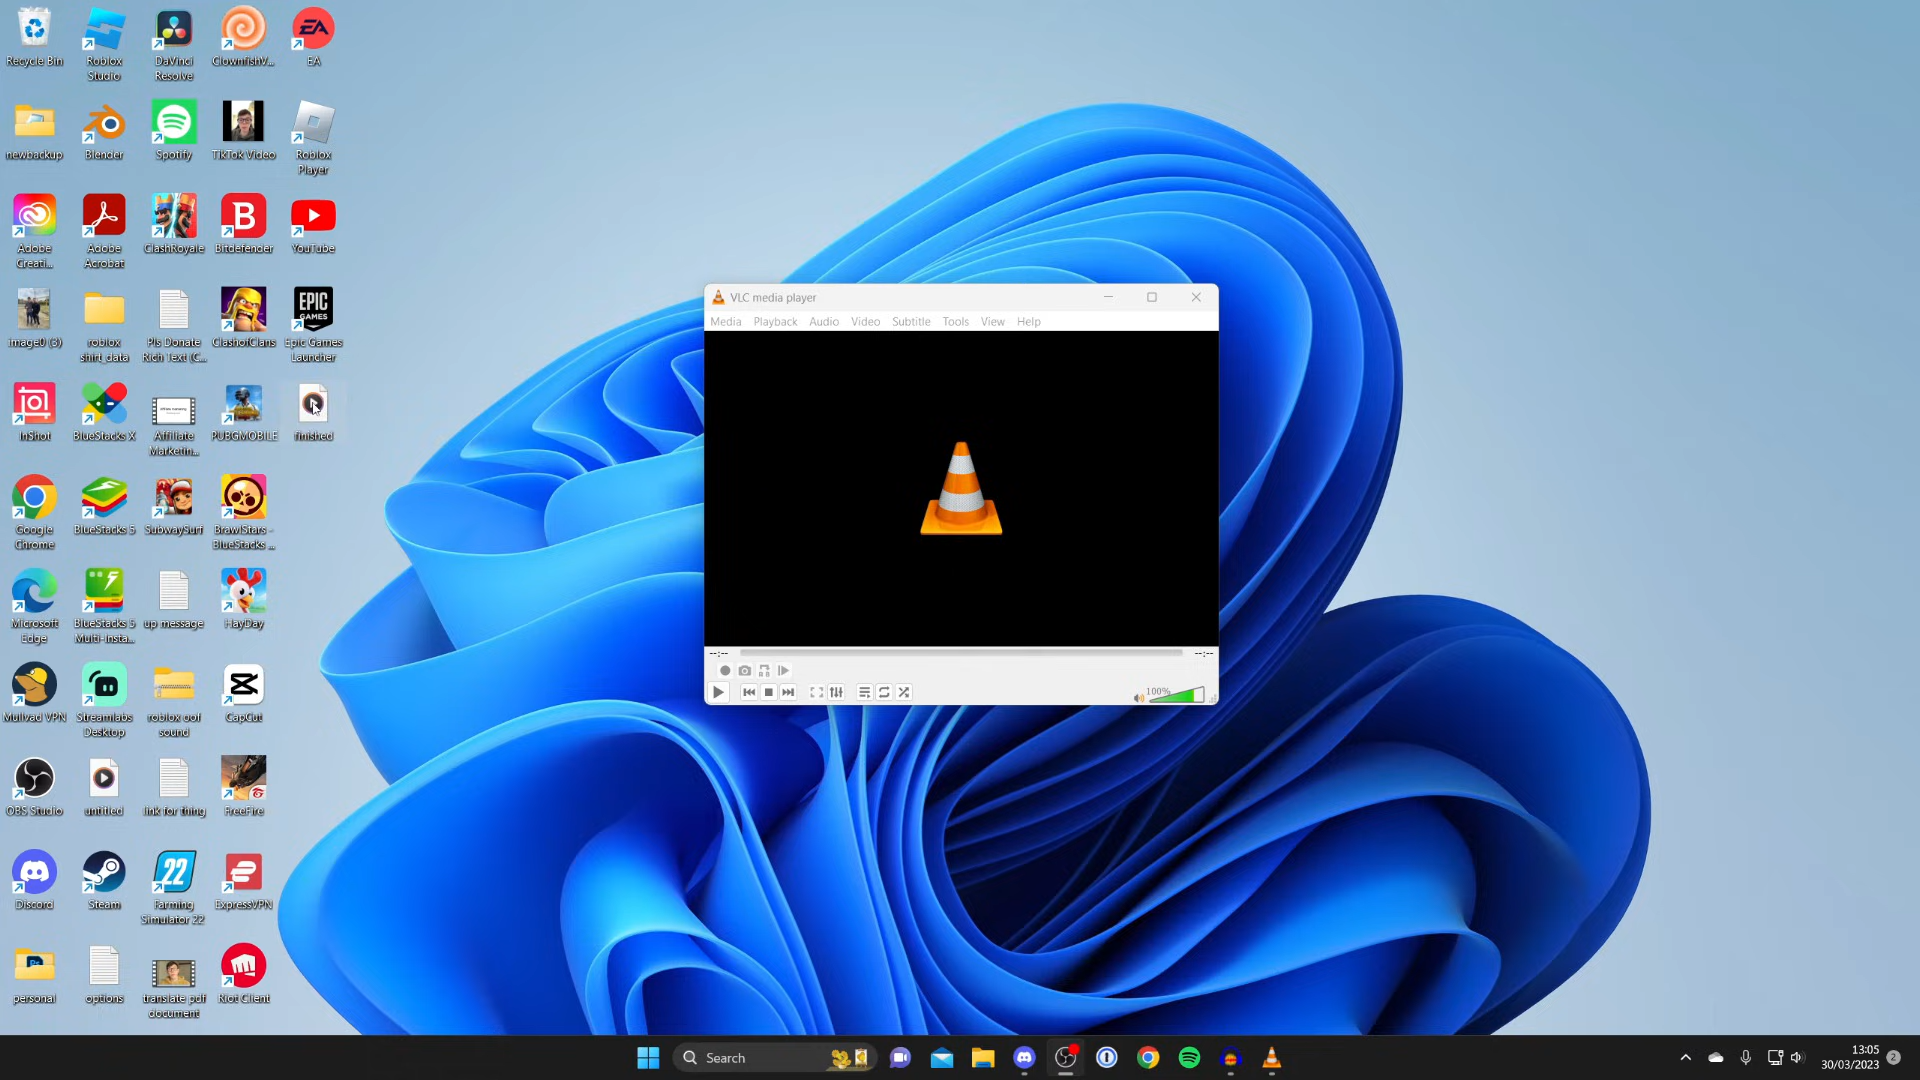 Recycle Bin
Roblox
Studio
DaVinci
Resolve
ClownfishV...
EA
newbackup
Blender
Spotify
TikTok Video
Roblox
Player
Adobe
Creati...
Adobe
Acrobat
ClashRoyale
Bitdefender
YouTube
image0 (3)
roblox
shirt_data
Pls Donate
Rich Text (C...
ClashofClans
EPIC
GAMES
Epic Games
Launcher
InShot
BlueStacks X
Affiliate
Marketin...
PUBGMOBILE
finished
Google
Chrome
BlueStacks 5
SubwaySurf
BrawlStars -
BlueStacks ...
Microsoft
Edge
BlueStacks 5
Multi-Insta...
up message
HayDay
Mullvad VPN
Streamlabs
Desktop
roblox oof
sound
CapCut
OBS Studio
untitled
link for thing
FreeFire
Discord
Steam
22
Farming
Simulator 22
ExpressVPN
personal
options
translate pdf
document
Riot Client
VLC media player
Media Playback Audio Video Subtitle Tools View Help
--:-- --:--
100%
Search
13:05
30/03/2023
2